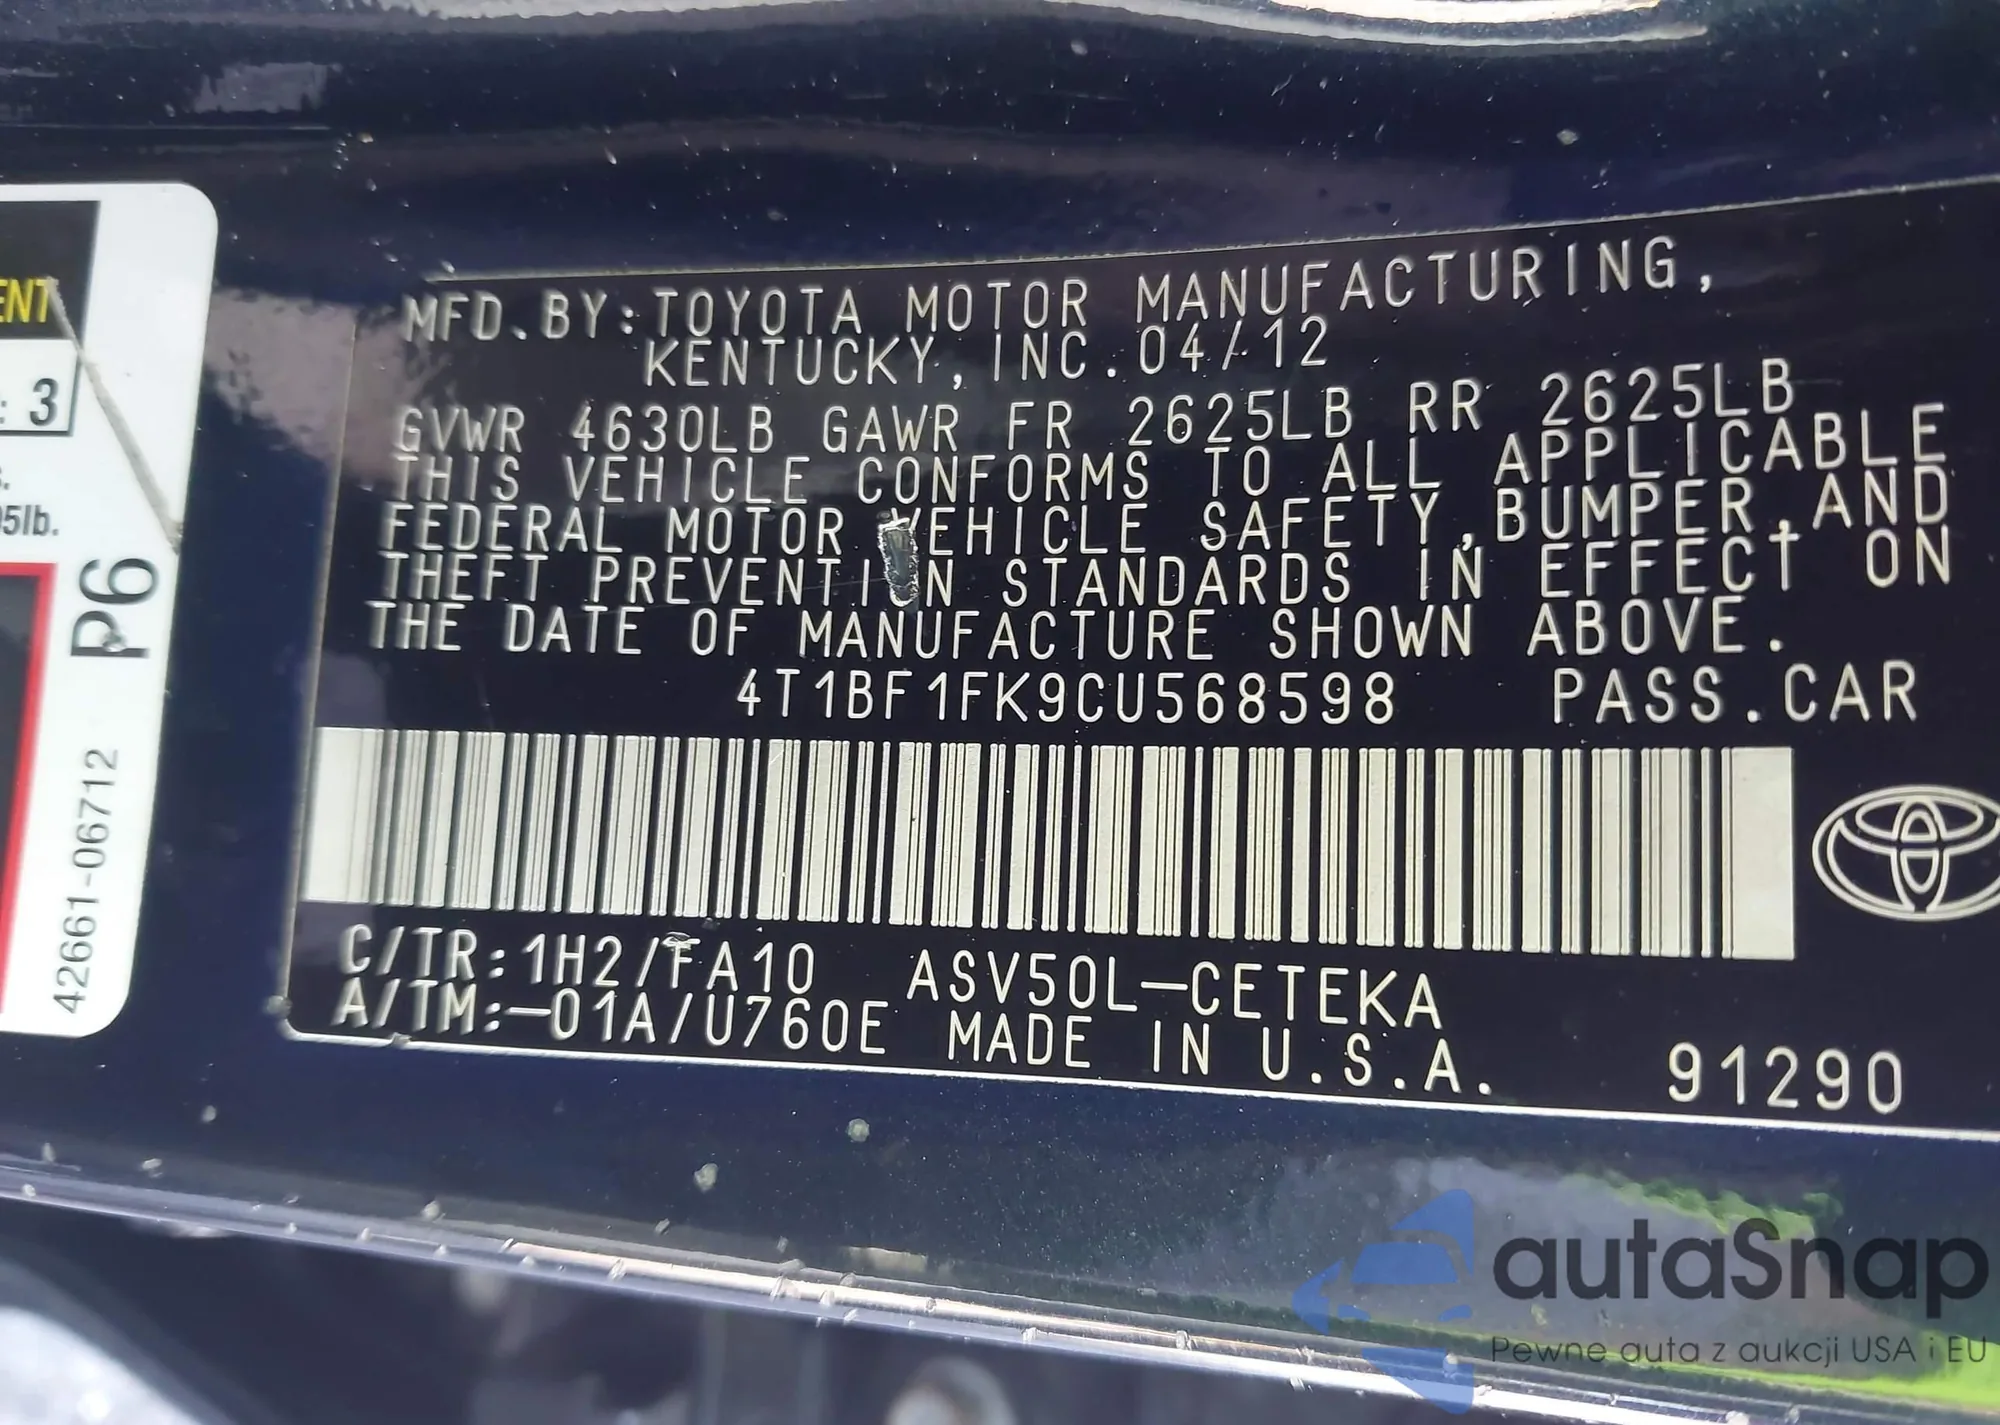 ENT
: 3
5lb.
P6
42661-06712
MFD.BY:TOYOTA MOTOR MANUFACTURING,
KENTUCKY, INC.04/12
GVWR 4630LB GAWR FR 2625LB RR 2625LB
THIS VEHICLE CONFORMS TO ALL APPLICABLE
FEDERAL MOTOR VEHICLE SAFETY,BUMPER,AND
THEFT PREVENTION STANDARDS IN EFFECT ON
THE DATE OF MANUFACTURE SHOWN ABOVE.
4T1BF1FK9CU568598 PASS.CAR
C/TR:1H2/FA10 ASV50L-CETEKA
A/TM:-01A/U760E MADE IN U.S.A.
91290
autaSnap
Pewne auta z aukcji USA i EU